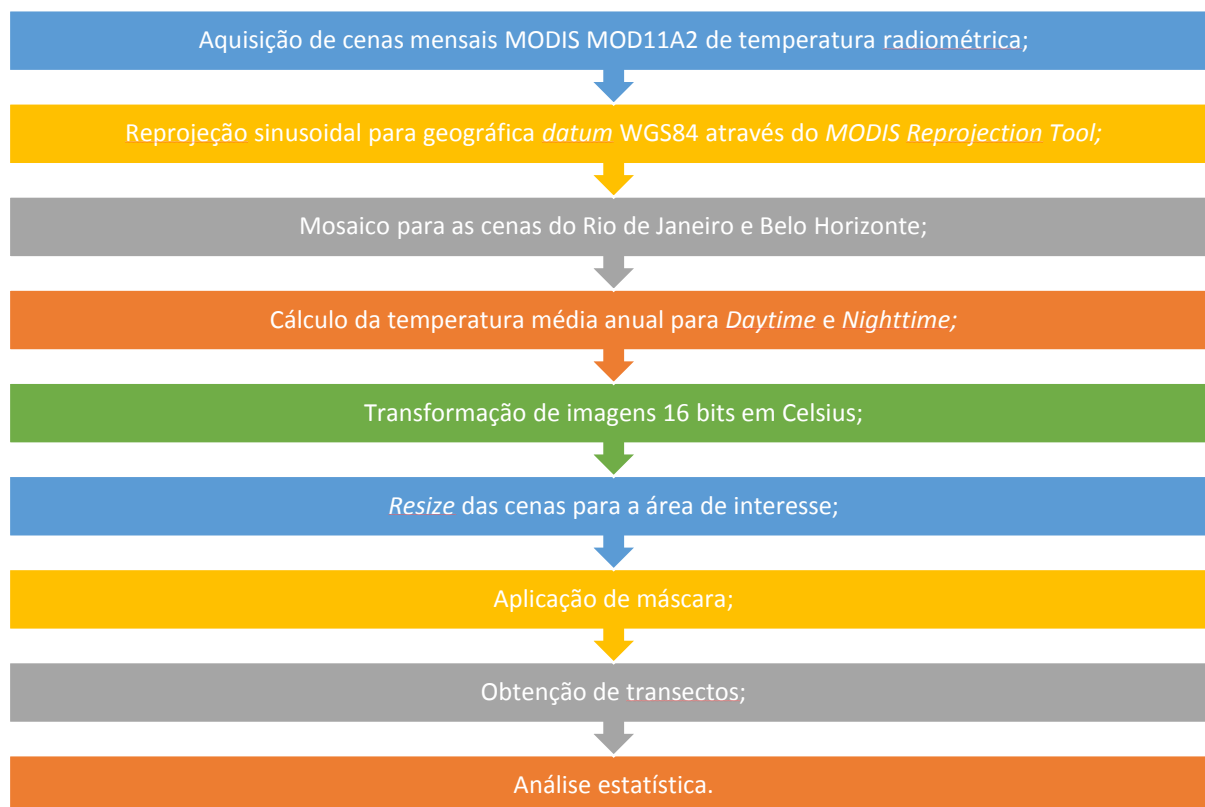 Aquisição de cenas mensais MODIS MOD11A2 de temperatura radiométrica;
Reprojeção sinusoidal para geográfica datum WGS84 através do MODIS Reprojection Tool;
Mosaico para as cenas do Rio de Janeiro e Belo Horizonte;
Cálculo da temperatura média anual para Daytime e Nighttime;
Transformação de imagens 16 bits em Celsius;
Resize das cenas para a área de interesse;
Aplicação de máscara;
Obtenção de transectos;
Análise estatística.